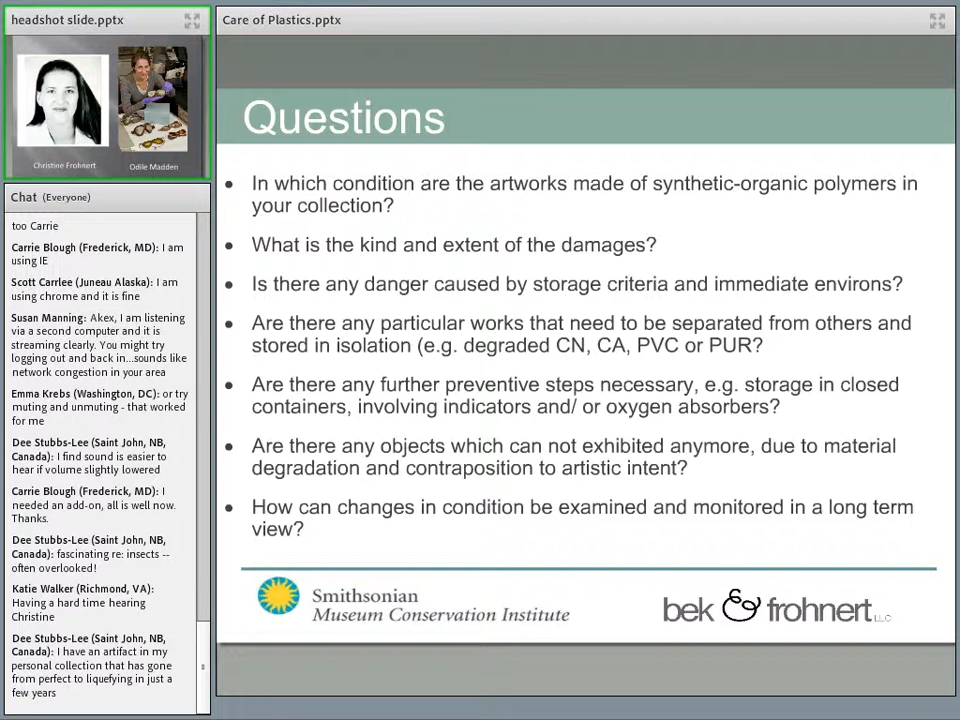 headshot slide.pptx
Christine Frohnert
Odile Madden
Chat (Everyone)
too Carrie
Carrie Blough (Frederick, MD): I am
using IE
Scott Carrlee (Juneau Alaska): I am
using chrome and it is fine
Susan Manning: Akex, I am listening
via a second computer and it is
streaming clearly. You might try
logging out and back in...sounds like
network congestion in your area
Emma Krebs (Washington, DC): or try
muting and unmuting - that worked
for me
Dee Stubbs-Lee (Saint John, NB,
Canada): I find sound is easier to
hear if volume slightly lowered
Carrie Blough (Frederick, MD): I
needed an add-on, all is well now.
Thanks.
Dee Stubbs-Lee (Saint John, NB,
Canada): fascinating re: insects --
often overlooked!
Katie Walker (Richmond, VA):
Having a hard time hearing
Christine
Dee Stubbs-Lee (Saint John, NB,
Canada): I have an artifact in my
personal collection that has gone
from perfect to liquefying in just a
few years
Care of Plastics.pptx
Questions
• In which condition are the artworks made of synthetic-organic polymers in
your collection?
• What is the kind and extent of the damages?
• Is there any danger caused by storage criteria and immediate environs?
• Are there any particular works that need to be separated from others and
stored in isolation (e.g. degraded CN, CA, PVC or PUR?
• Are there any further preventive steps necessary, e.g. storage in closed
containers, involving indicators and/ or oxygen absorbers?
• Are there any objects which can not exhibited anymore, due to material
degradation and contraposition to artistic intent?
• How can changes in condition be examined and monitored in a long term
view?
Smithsonian
Museum Conservation Institute
bek & frohnert LLC